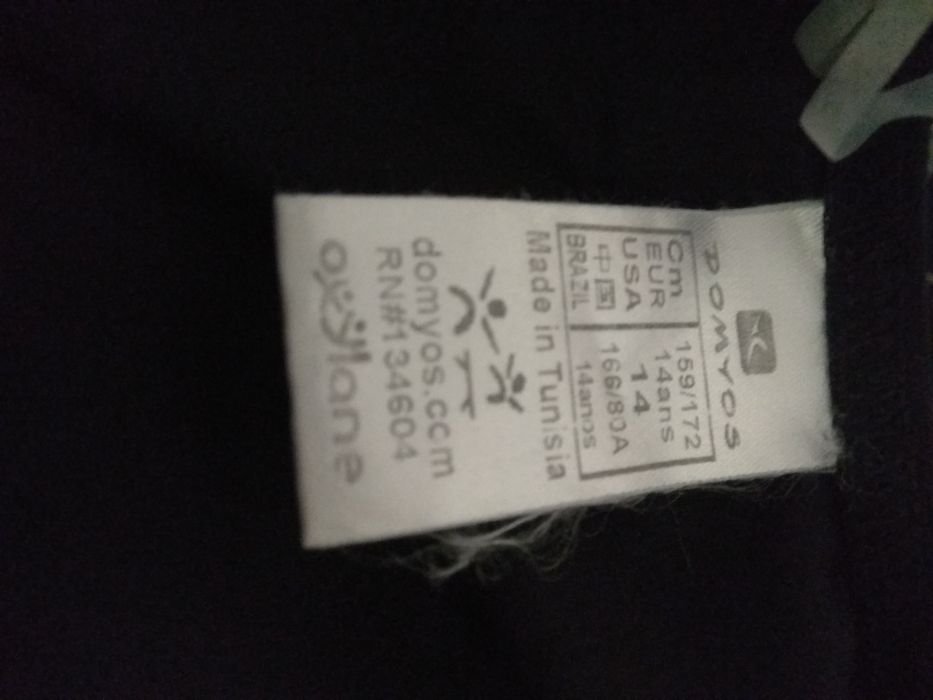 DOMYOS
Cm 159/172
EUR 14ans
USA 14
中国 166/80A
BRAZIL 14anos
Made in Tunisia
domyos.com
RN#134604
oxylane